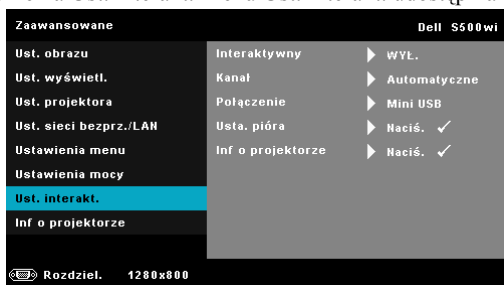 Zaawansowane Dell S500wi
Ust. obrazu Interaktywny WYŁ.
Ust. wyświetl. Kanał Automatyczne
Ust. projektora Połączenie Mini USB
Ust. sieci bezprz./LAN Usta. pióra Naciś. ✓
Ustawienia menu Inf o projektorze Naciś. ✓
Ustawienia mocy
Ust. interakt.
Inf o projektorze
Rozdziel. 1280x800